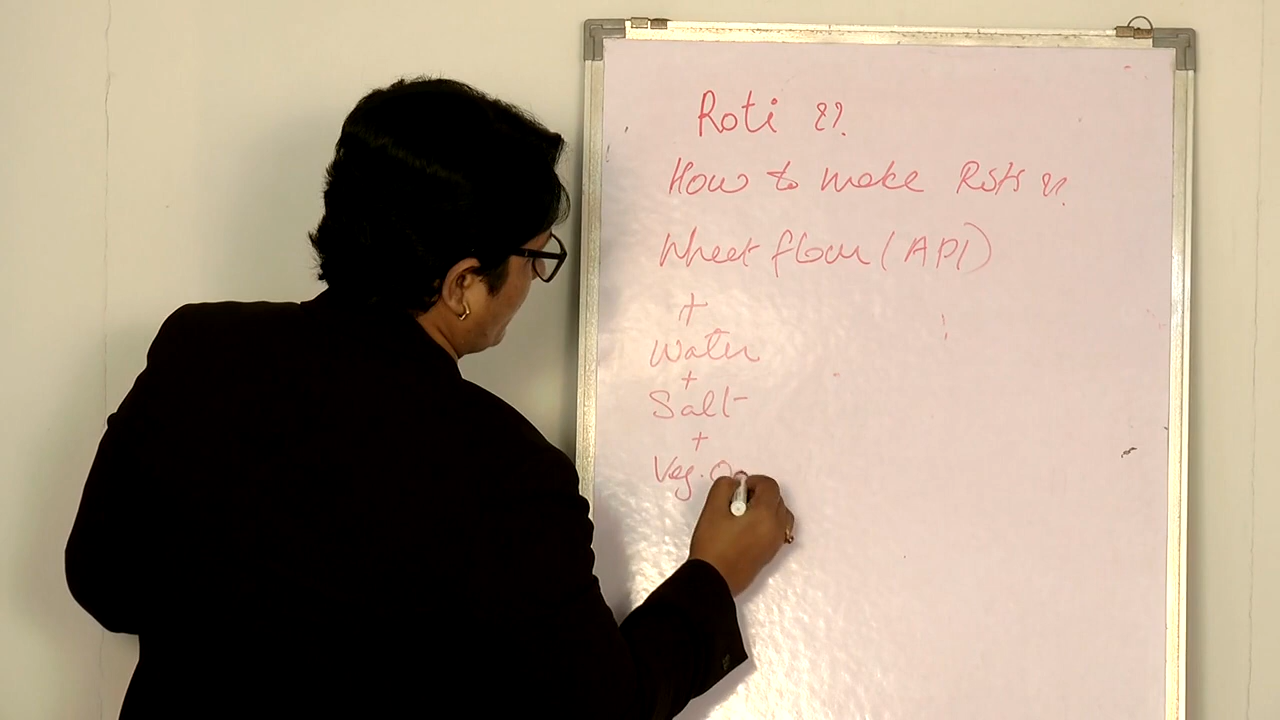 Roti ??
How to make Roti ??
Wheat flour (API)
+
Water
+
Salt
+
Veg. O